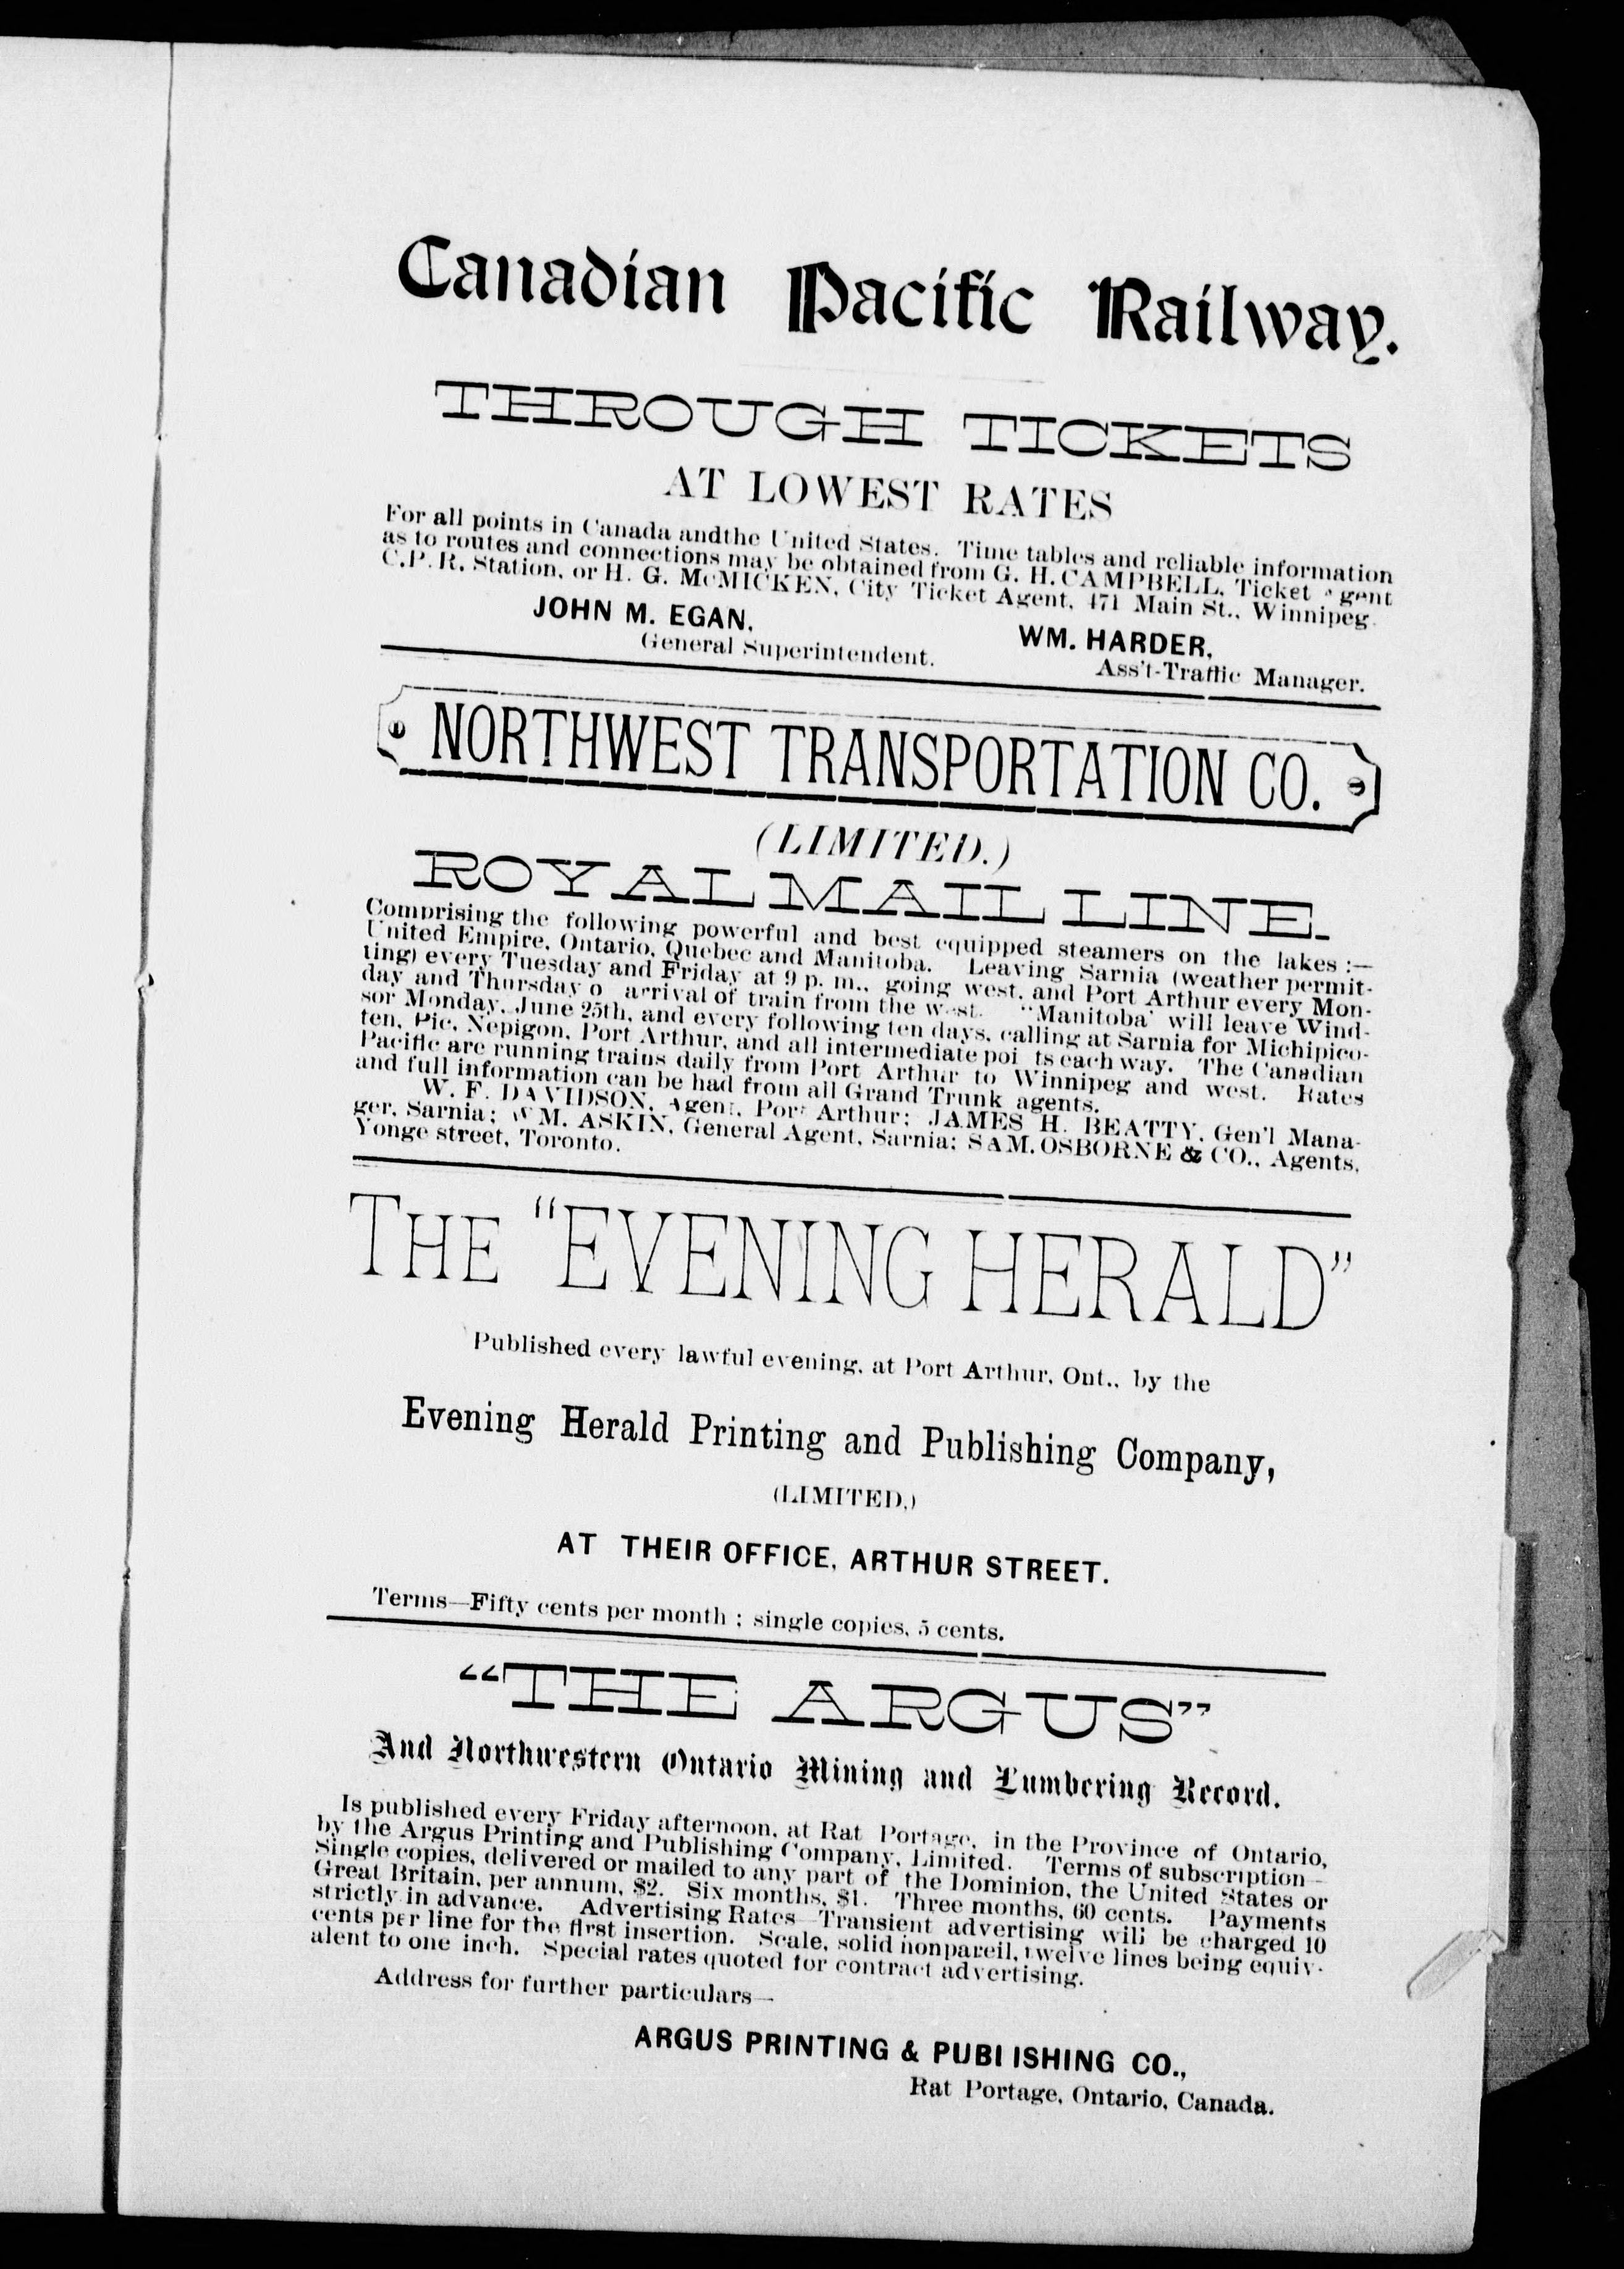 Canadian Pacific Railway.
THROUGH TICKETS
AT LOWEST RATES
For all points in Canada andthe United States. Time tables and reliable information
as to routes and connections may be obtained from G. H. CAMPBELL, Ticket Agent
C.P.R. Station, or H. G. McMICKEN, City Ticket Agent, 471 Main St., Winnipeg.
JOHN M. EGAN,
General Superintendent.
WM. HARDER,
Ass't-Traffic Manager.
NORTHWEST TRANSPORTATION CO.
(LIMITED.)
ROYAL MAIL LINE.
Comprising the following powerful and best equipped steamers on the lakes :—
United Empire, Ontario, Quebec and Manitoba. Leaving Sarnia (weather permit-
ting) every Tuesday and Friday at 9 p. m., going west, and Port Arthur every Mon-
day and Thursday o arrival of train from the west. "Manitoba' will leave Wind-
sor Monday, June 25th, and every following ten days, calling at Sarnia for Michipico-
ten, Pic, Nepigon, Port Arthur, and all intermediate poi ts each way. The Canadian
Pacific are running trains daily from Port Arthur to Winnipeg and west. Rates
and full information can be had from all Grand Trunk agents.
W. F. DAVIDSON, Agent, Port Arthur; JAMES H. BEATTY, Gen'l Mana-
ger, Sarnia; WM. ASKIN, General Agent, Sarnia; SAM. OSBORNE & CO., Agents,
Yonge street, Toronto.
THE "EVENING HERALD"
Published every lawful evening, at Port Arthur, Ont., by the
Evening Herald Printing and Publishing Company,
(LIMITED,)
AT THEIR OFFICE, ARTHUR STREET.
Terms—Fifty cents per month ; single copies, 5 cents.
"THE ARGUS"
And Northwestern Ontario Mining and Lumbering Record.
Is published every Friday afternoon, at Rat Portage, in the Province of Ontario,
by the Argus Printing and Publishing Company, Limited. Terms of subscription—
Single copies, delivered or mailed to any part of the Dominion, the United States or
Great Britain, per annum, $2. Six months, $1. Three months, 60 cents. Payments
strictly in advance. Advertising Rates—Transient advertising will be charged 10
cents per line for the first insertion. Scale, solid nonpareil, twelve lines being equiv-
alent to one inch. Special rates quoted for contract advertising.
Address for further particulars—
ARGUS PRINTING & PUBLISHING CO.,
Rat Portage, Ontario, Canada.